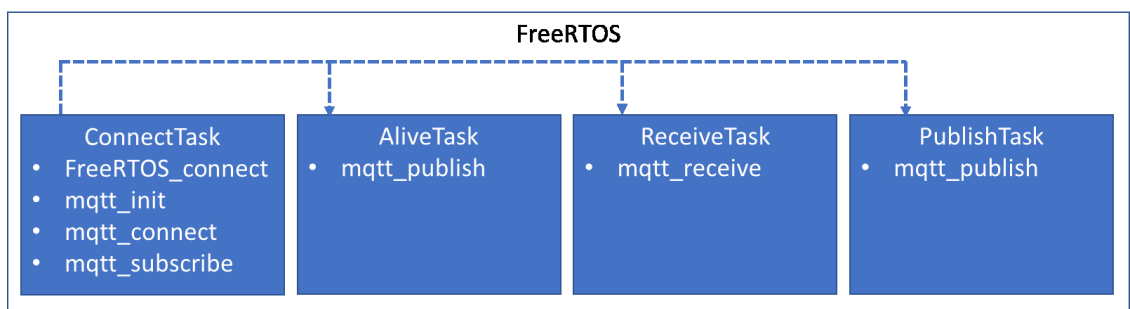 FreeRTOS
ConnectTask
• FreeRTOS_connect
• mqtt_init
• mqtt_connect
• mqtt_subscribe
AliveTask
• mqtt_publish
ReceiveTask
• mqtt_receive
PublishTask
• mqtt_publish